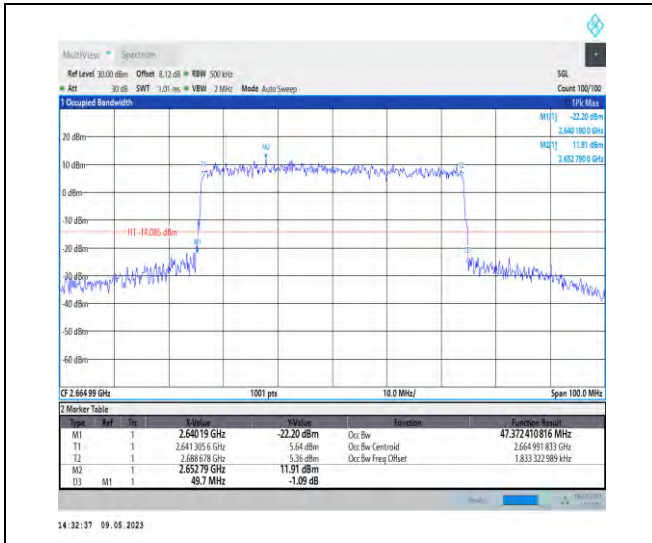 MultiView Spectrum
Ref Level 30.00 dBm Offset 8.12 dB RBW 500 kHz SGL
Att 30 dB SWT 1.01 ms VBW 2 MHz Mode Auto Sweep Count 100/100
1 Occupied Bandwidth 1Pk Max
M1[1] -22.20 dBm
2.640 190 0 GHz
M2[1] 11.91 dBm
2.652 790 0 GHz
M2
20 dBm
T1
10 dBm
0 dBm
-10 dBm
H1 -14.085 dBm
M1
-20 dBm
-30 dBm
-40 dBm
-50 dBm
-60 dBm
CF 2.664 99 GHz 1001 pts 10.0 MHz/ Span 100.0 MHz
2 Marker Table
Type Ref Trc X-Value Y-Value Function Function Result
M1 1 2.640 19 GHz -22.20 dBm Occ Bw 47.372 410 816 MHz
T1 1 2.641 305 6 GHz 5.64 dBm Occ Bw Centroid 2.664 991 833 GHz
T2 1 2.688 678 GHz 5.36 dBm Occ Bw Freq Offset 1.833 322 989 kHz
M2 1 2.652 79 GHz 11.91 dBm
D3 M1 1 49.7 MHz -1.09 dB
14:32:37 09.05.2023